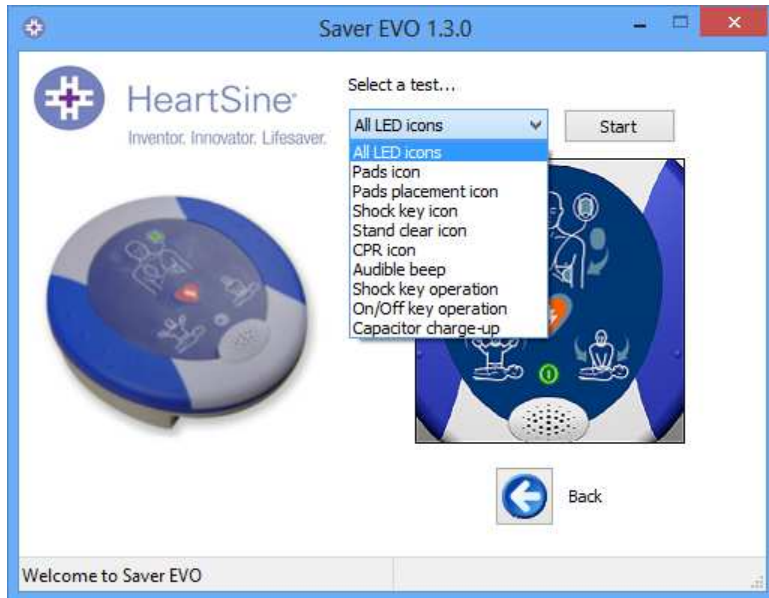 Saver EVO 1.3.0
HeartSine
Inventor. Innovator. Lifesaver.
Select a test...
All LED icons
Start
All LED icons
Pads icon
Pads placement icon
Shock key icon
Stand clear icon
CPR icon
Audible beep
Shock key operation
On/Off key operation
Capacitor charge-up
Back
Welcome to Saver EVO